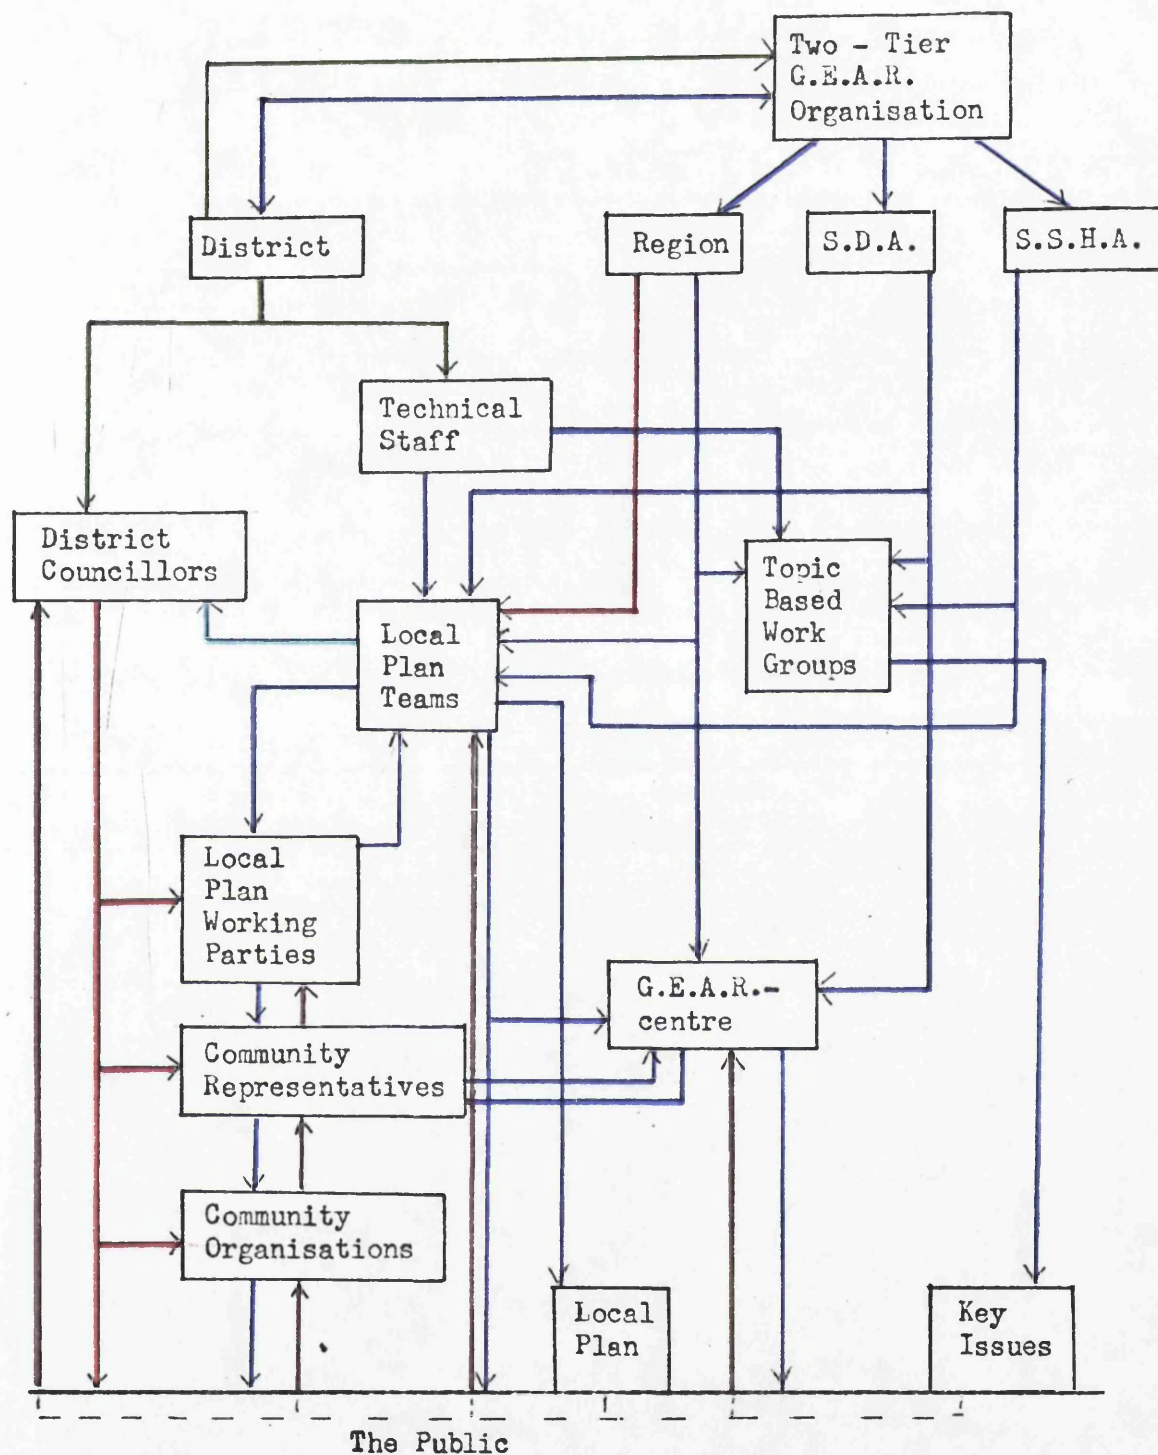 Two - Tier
G.E.A.R.
Organisation
District
Region
S.D.A.
S.S.H.A.
Technical
Staff
District
Councillors
Topic
Based
Work
Groups
Local
Plan
Teams
Local
Plan
Working
Parties
G.E.A.R.-
centre
Community
Representatives
Community
Organisations
Local
Plan
Key
Issues
The Public